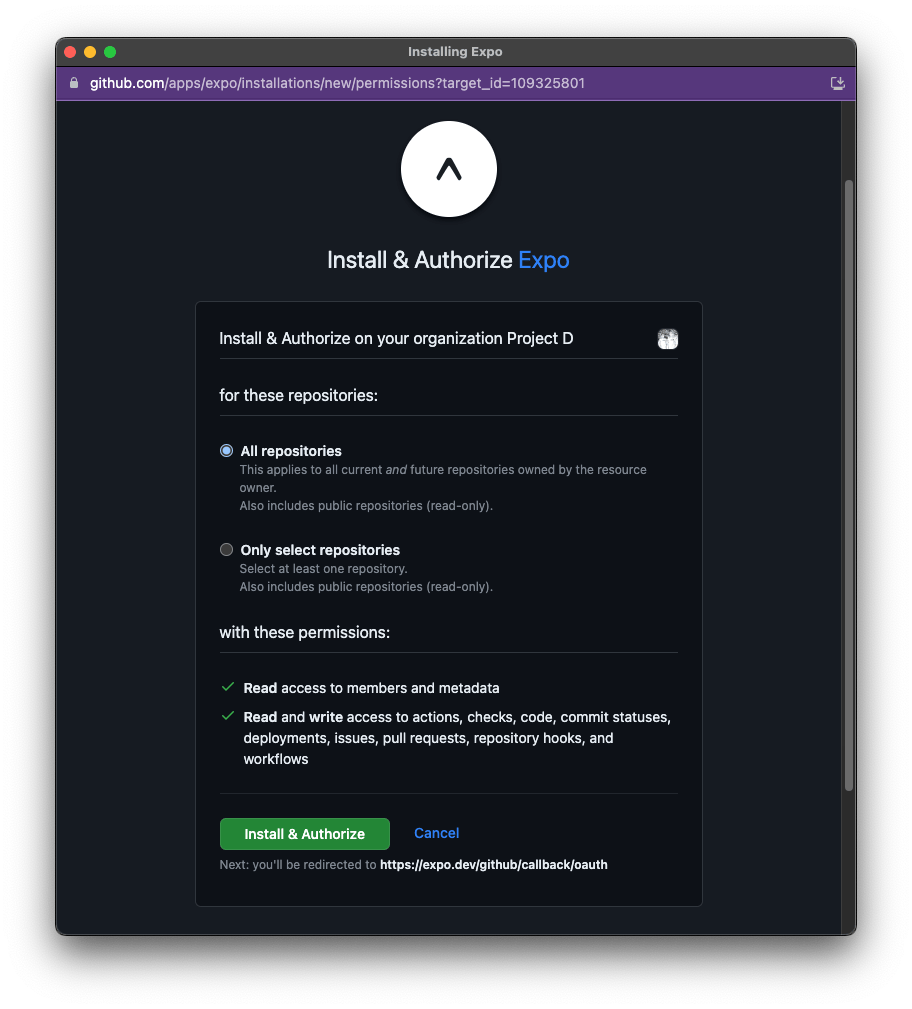 Installing Expo
github.com/apps/expo/installations/new/permissions?target_id=109325801
Install & Authorize Expo
Install & Authorize on your organization Project D
for these repositories:
All repositories
This applies to all current and future repositories owned by the resource
owner.
Also includes public repositories (read-only).
Only select repositories
Select at least one repository.
Also includes public repositories (read-only).
with these permissions:
Read access to members and metadata
Read and write access to actions, checks, code, commit statuses,
deployments, issues, pull requests, repository hooks, and
workflows
Install & Authorize
Cancel
Next: you'll be redirected to https://expo.dev/github/callback/oauth